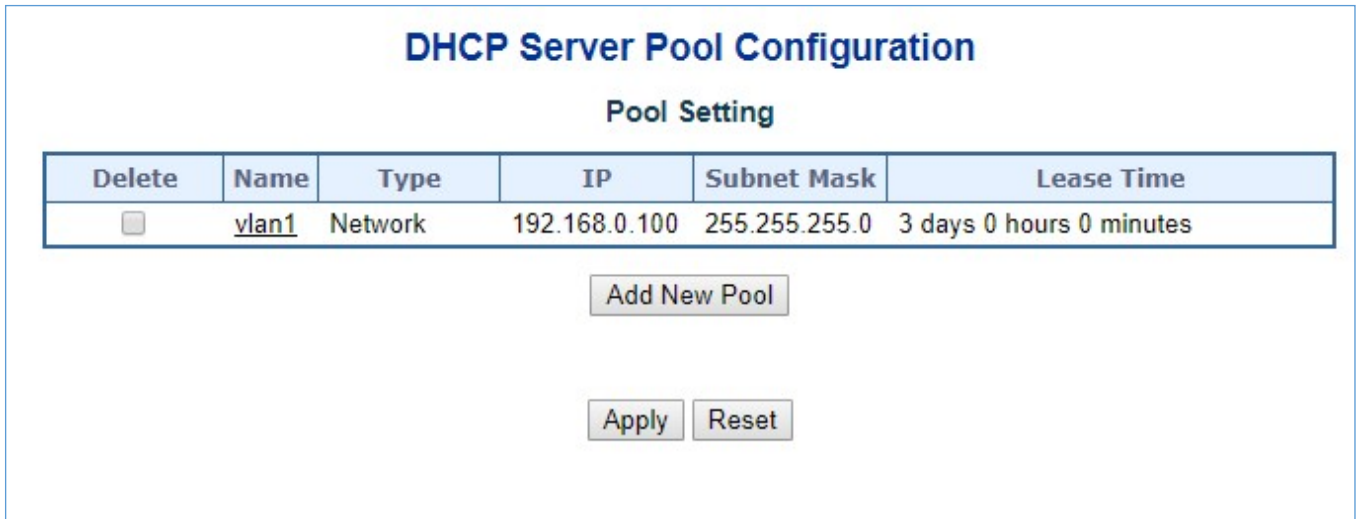 DHCP Server Pool Configuration
Pool Setting
Delete Name Type IP Subnet Mask Lease Time
vlan1 Network 192.168.0.100 255.255.255.0 3 days 0 hours 0 minutes
Add New Pool
Apply Reset